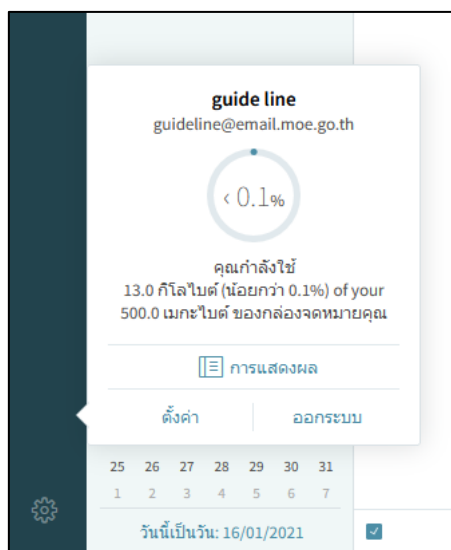 guide line
guideline@email.moe.go.th
‹ 0.1%
คุณกำลังใช้
13.0 กิโลไบต์ (น้อยกว่า 0.1%) of your
500.0 เมกะไบต์ ของกล่องจดหมายคุณ
การแสดงผล
ตั้งค่า ออกระบบ
25 26 27 28 29 30 31
1 2 3 4 5 6 7
วันนี้เป็นวัน: 16/01/2021